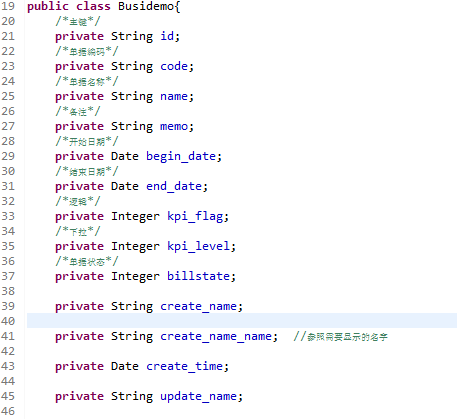 19 public class Busidemo{
20 /*主键*/
21 private String id;
22 /*单据编码*/
23 private String code;
24 /*单据名称*/
25 private String name;
26 /*备注*/
27 private String memo;
28 /*开始日期*/
29 private Date begin_date;
30 /*结束日期*/
31 private Date end_date;
32 /*逻辑*/
33 private Integer kpi_flag;
34 /*下拉*/
35 private Integer kpi_level;
36 /*单据状态*/
37 private Integer billstate;
38
39 private String create_name;
40
41 private String create_name_name; //参照需要显示的名字
42
43 private Date create_time;
44
45 private String update_name;
46